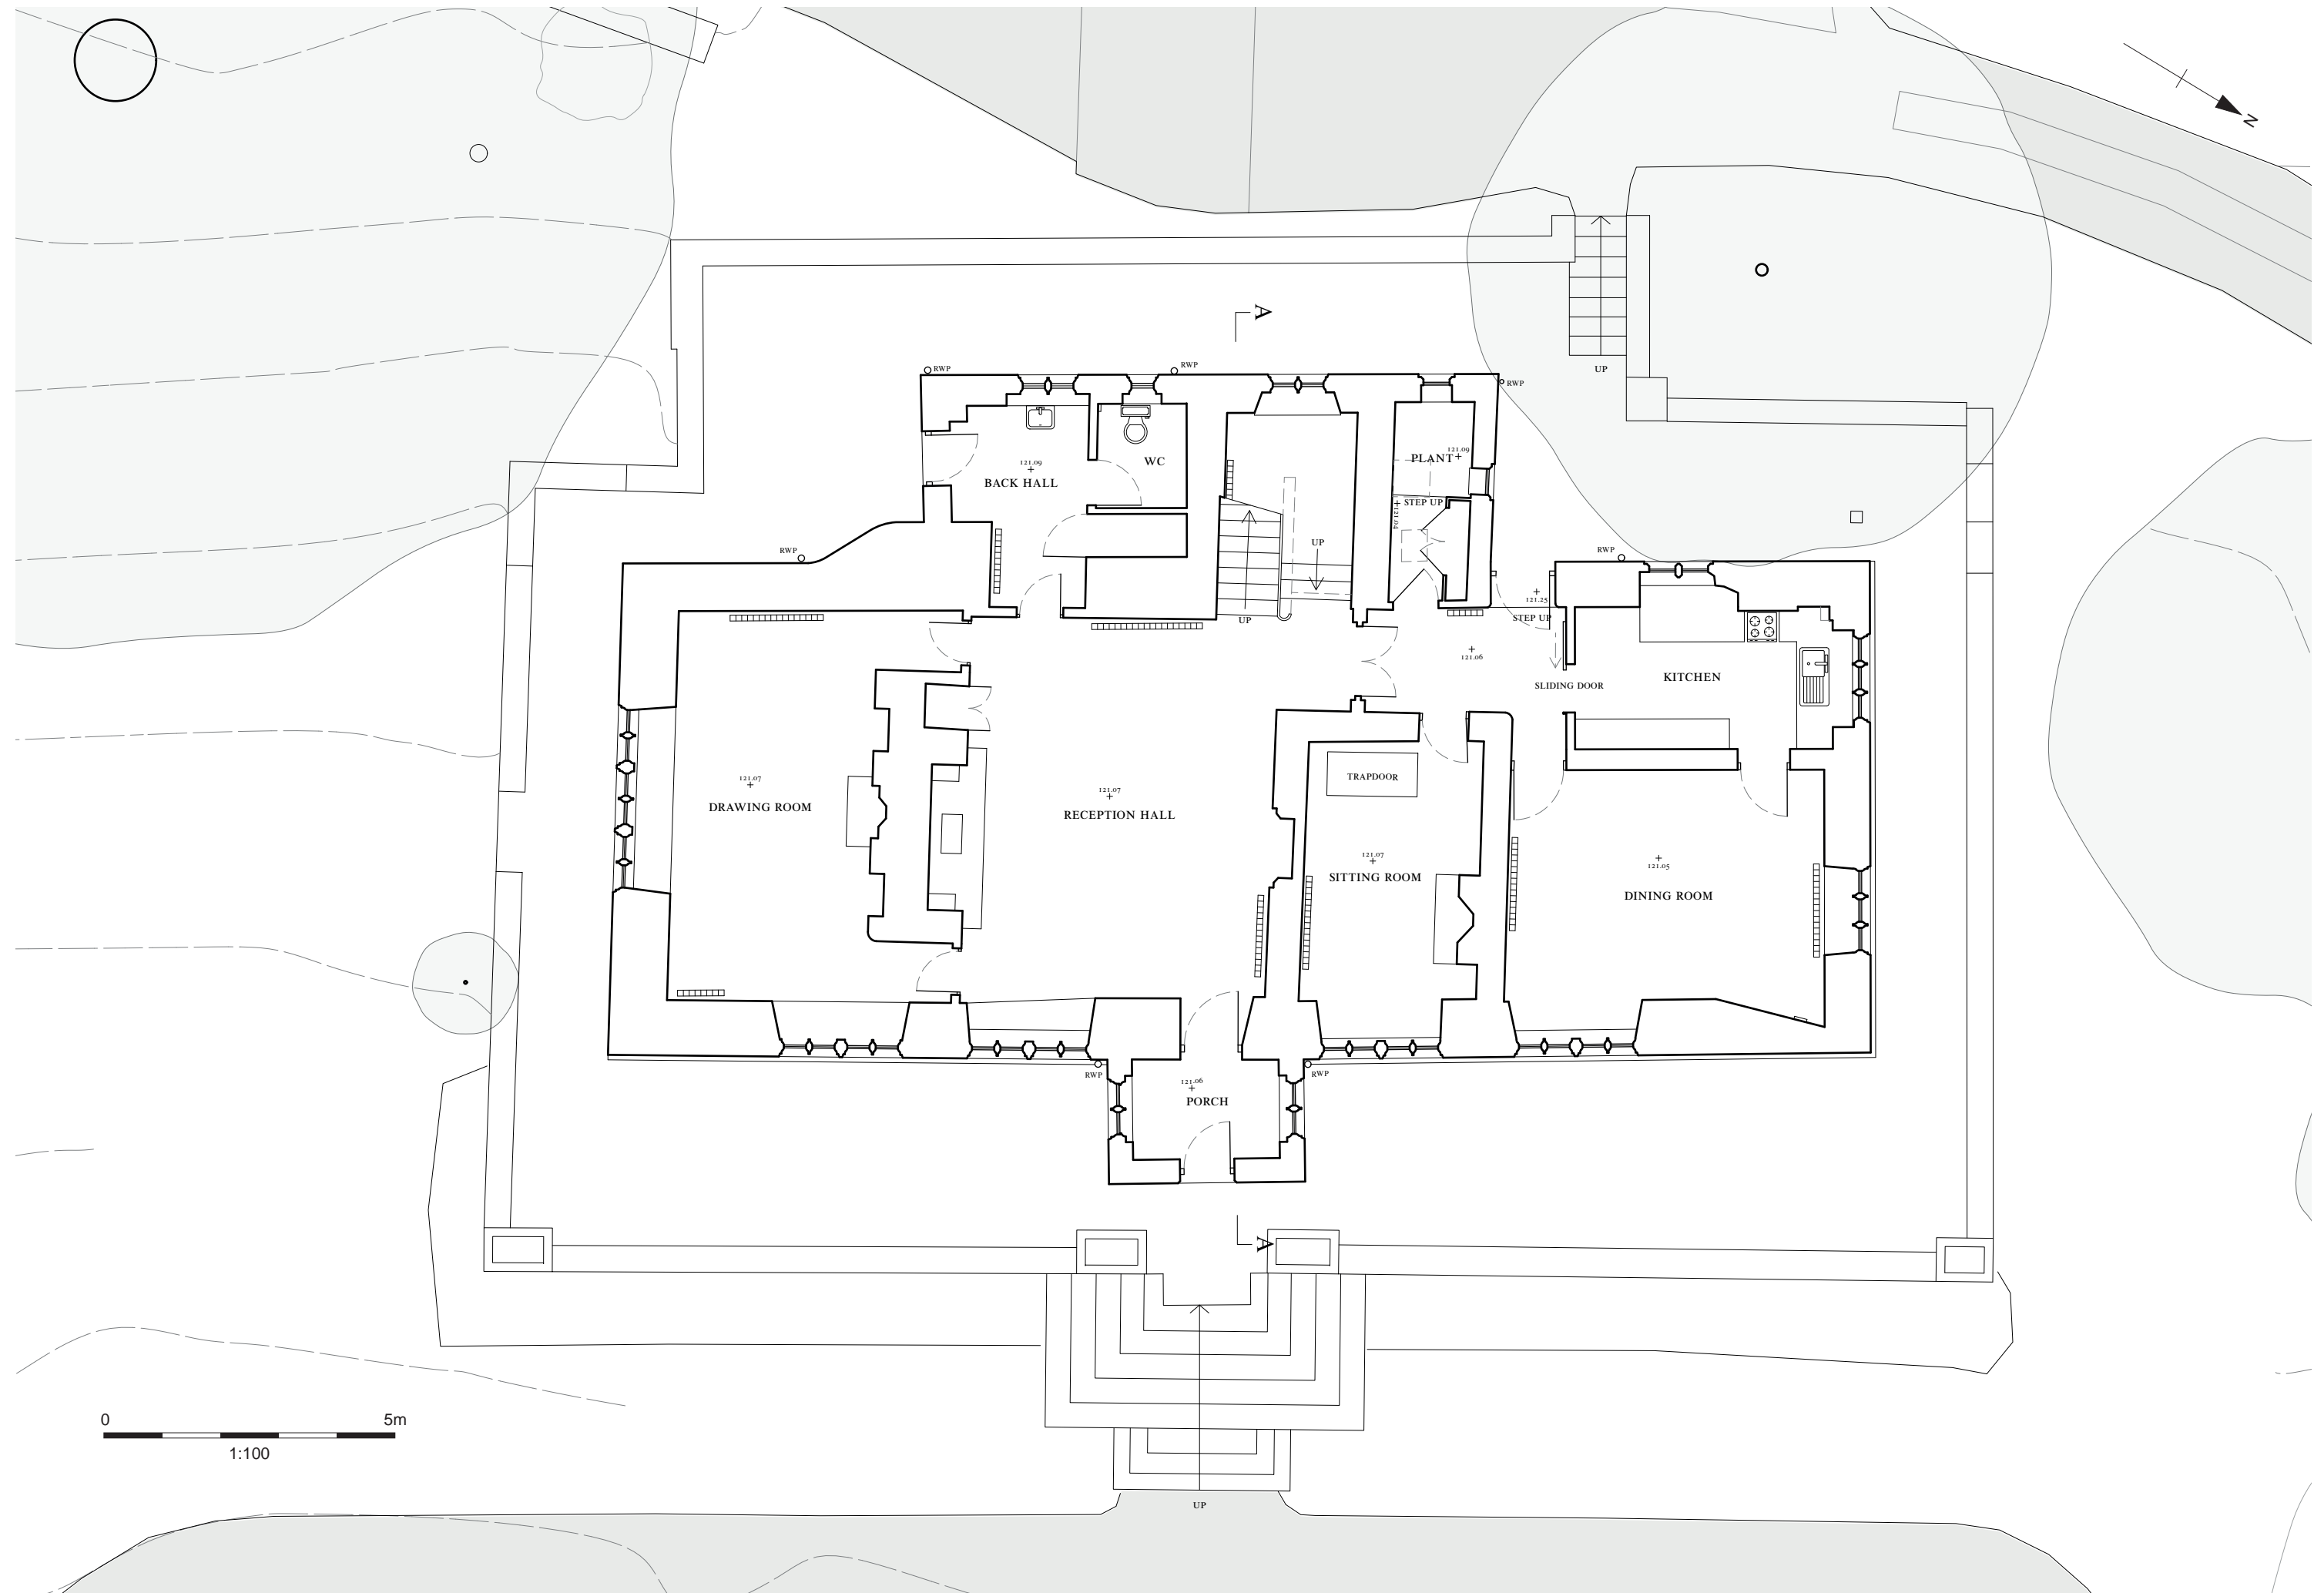 N
A
RWP
RWP
RWP
UP
121.09
BACK HALL
WC
121.09
PLANT
STEP UP
121.04
UP
RWP
RWP
121.25
STEP UP
UP
121.06
SLIDING DOOR
KITCHEN
121.07
DRAWING ROOM
121.07
RECEPTION HALL
TRAPDOOR
121.07
SITTING ROOM
121.05
DINING ROOM
RWP
RWP
121.06
PORCH
A
0 5m
1:100
UP